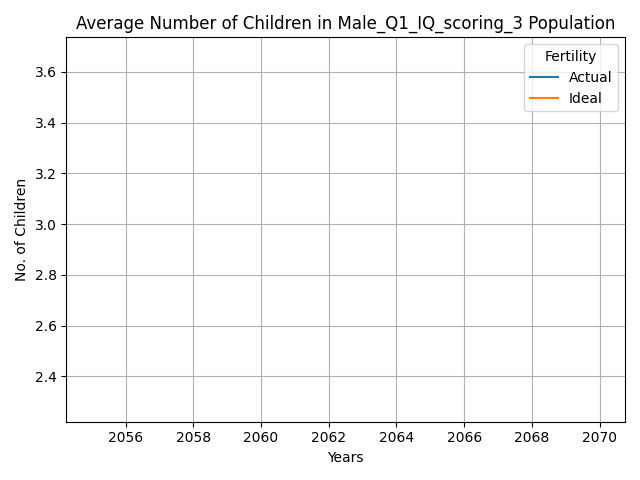 Average Number of Children in Male_Q1_IQ_scoring_3 Population
Fertility
Actual
Ideal
No. of Children
3.6
3.4
3.2
3.0
2.8
2.6
2.4
2056 2058 2060 2062 2064 2066 2068 2070
Years